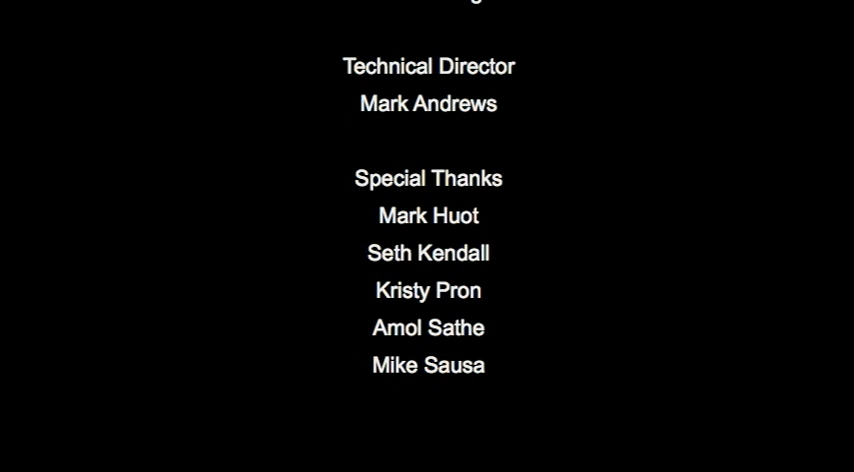 Technical Director
Mark Andrews
Special Thanks
Mark Huot
Seth Kendall
Kristy Pron
Amol Sathe
Mike Sausa